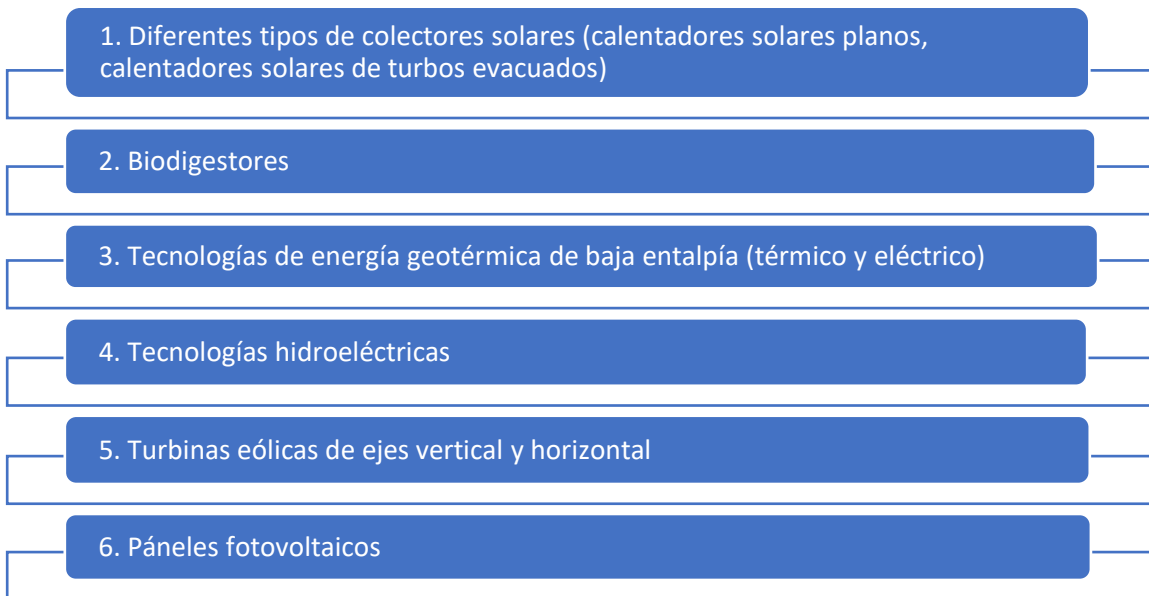 1. Diferentes tipos de colectores solares (calentadores solares planos,
calentadores solares de turbos evacuados)
2. Biodigestores
3. Tecnologías de energía geotérmica de baja entalpía (térmico y eléctrico)
4. Tecnologías hidroeléctricas
5. Turbinas eólicas de ejes vertical y horizontal
6. Páneles fotovoltaicos